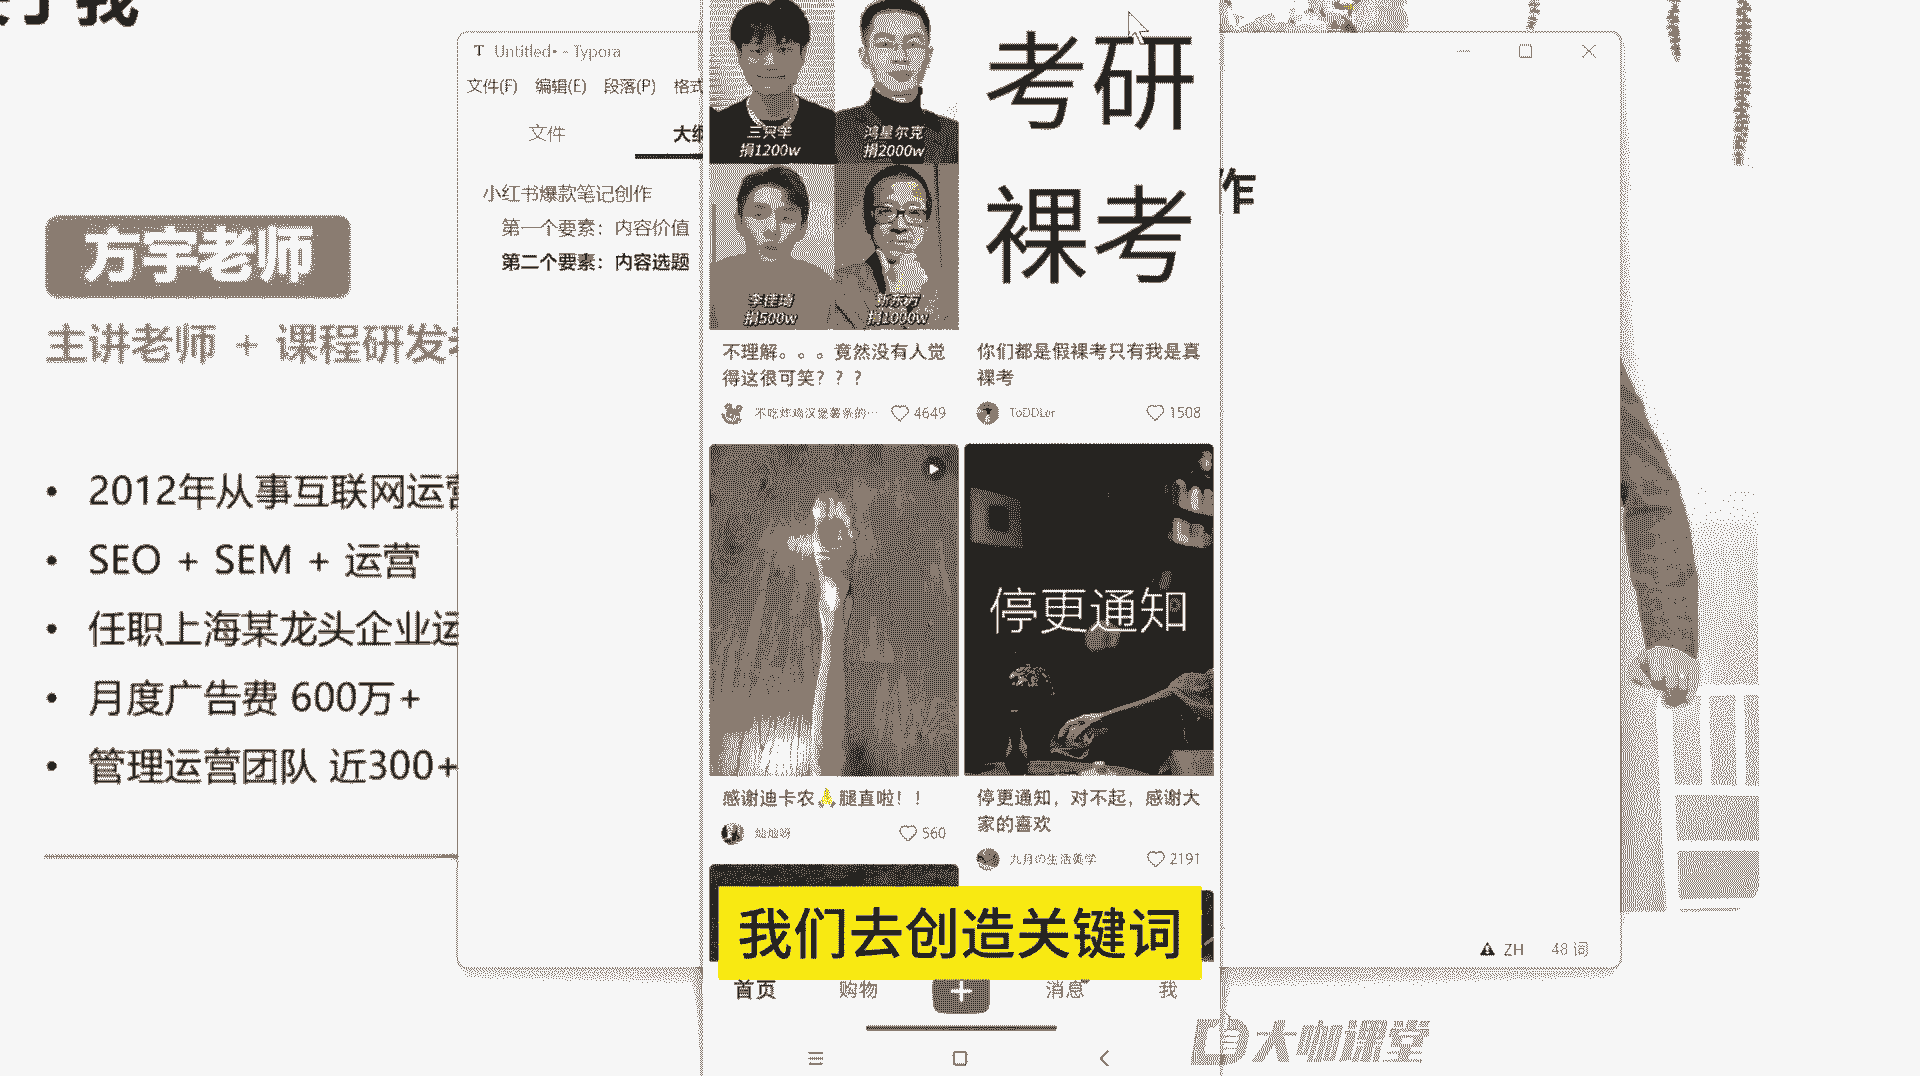 方宇老师
2012年从事互联网运营
SEO + SEM + 运营
任职上海某龙头企业运
月度广告费 600万+
管理运营团队 近300+
主讲老师 + 课程研发
T Untitled• - Typora
文件(F) 编辑(E) 段落(P) 格式
文件
大纲
小红书爆款笔记创作
第一个要素：内容价值
第二个要素：内容选题
三只羊
捐1200w
鸿星尔克
捐2000w
李佳琦
捐500w
新东方
捐1000w
不理解。。。竟然没有人觉
得这很可笑？？？
不吃炸鸡汉堡薯条的… 4649
考研
裸考
你们都是假裸考只有我是真
裸考
ToDDLer 1508
感谢迪卡农🙏腿直啦！！
560
停更通知
停更通知，对不起，感谢大
家的喜欢
九月の生活美学 2191
我们去创造关键词
首页 购物 + 消息 我
作
ZH 48 词
大咖课堂